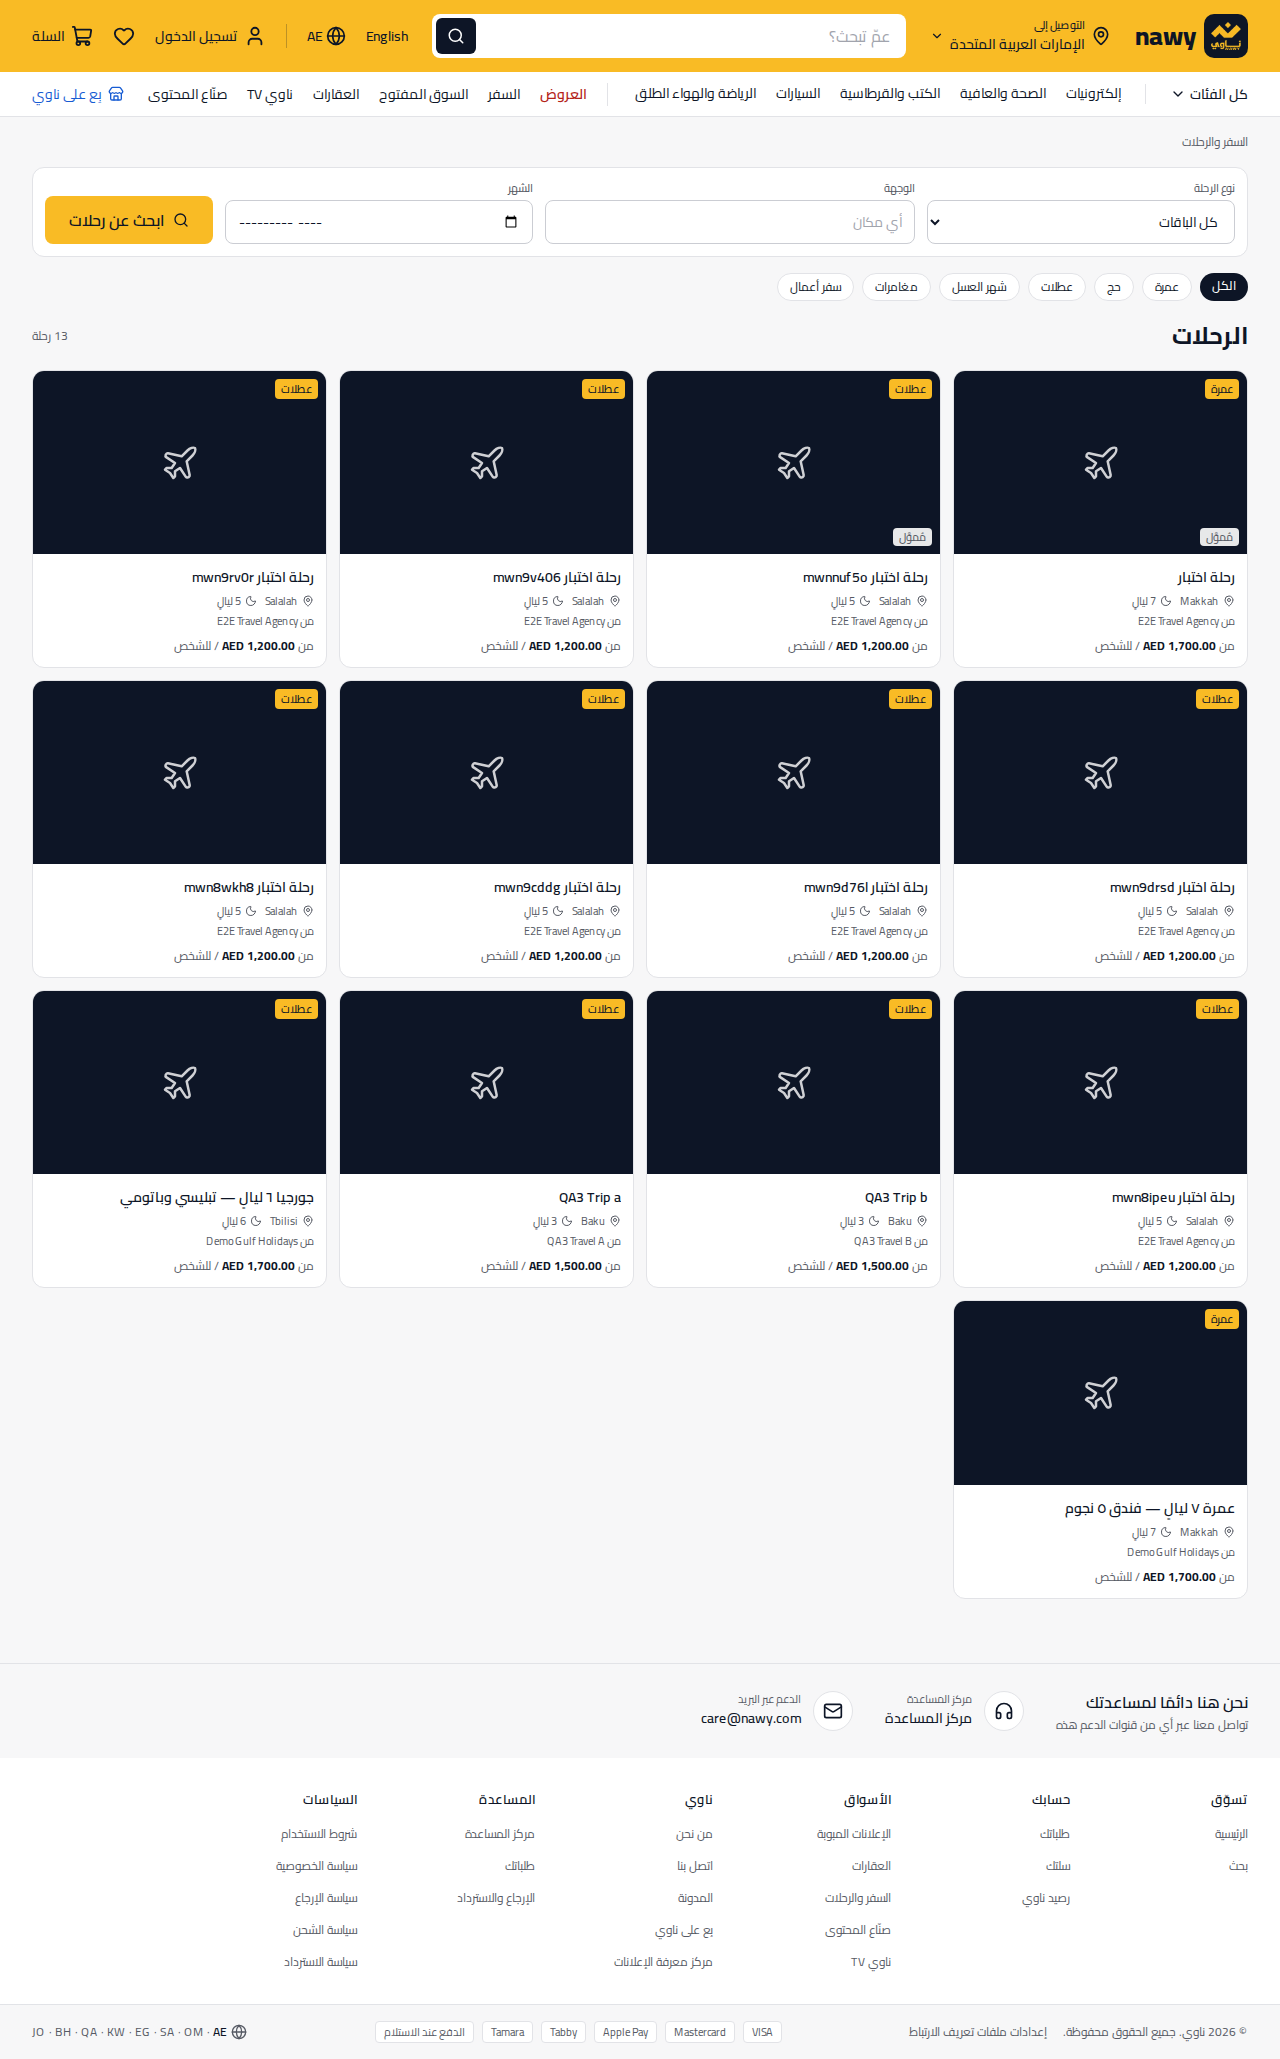 ناوي
NAWY
nawy
التوصيل إلى
الإمارات العربية المتحدة
عمّ تبحث؟
English
AE
تسجيل الدخول
السلة
كل الفئات
إلكترونيات
الصحة والعافية
الكتب والقرطاسية
السيارات
الرياضة والهواء الطلق
العروض
السفر
السوق المفتوح
العقارات
ناوي TV
صنّاع المحتوى
بِع على ناوي
السفر والرحلات
نوع الرحلة
الوجهة
الشهر
كل الباقات
أي مكان
--------- ----
ابحث عن رحلات
الكل
عمرة
حج
عطلات
شهر العسل
مغامرات
سفر أعمال
الرحلات
13 رحلة
عمرة
مُموَّل
رحلة اختبار
Makkah
7 ليالٍ
من E2E Travel Agency
من AED 1,700.00 / للشخص
عطلات
مُموَّل
رحلة اختبار mwnnuf5o
Salalah
5 ليالٍ
من E2E Travel Agency
من AED 1,200.00 / للشخص
عطلات
رحلة اختبار mwn9v406
Salalah
5 ليالٍ
من E2E Travel Agency
من AED 1,200.00 / للشخص
عطلات
رحلة اختبار mwn9rv0r
Salalah
5 ليالٍ
من E2E Travel Agency
من AED 1,200.00 / للشخص
عطلات
رحلة اختبار mwn9drsd
Salalah
5 ليالٍ
من E2E Travel Agency
من AED 1,200.00 / للشخص
عطلات
رحلة اختبار mwn9d76l
Salalah
5 ليالٍ
من E2E Travel Agency
من AED 1,200.00 / للشخص
عطلات
رحلة اختبار mwn9cddg
Salalah
5 ليالٍ
من E2E Travel Agency
من AED 1,200.00 / للشخص
عطلات
رحلة اختبار mwn8wkh8
Salalah
5 ليالٍ
من E2E Travel Agency
من AED 1,200.00 / للشخص
عطلات
رحلة اختبار mwn8ipeu
Salalah
5 ليالٍ
من E2E Travel Agency
من AED 1,200.00 / للشخص
عطلات
QA3 Trip b
Baku
3 ليالٍ
من QA3 Travel B
من AED 1,500.00 / للشخص
عطلات
QA3 Trip a
Baku
3 ليالٍ
من QA3 Travel A
من AED 1,500.00 / للشخص
عطلات
جورجيا ٦ ليالٍ — تبليسي وباتومي
Tbilisi
6 ليالٍ
من Demo Gulf Holidays
من AED 1,700.00 / للشخص
عمرة
عمرة ٧ ليالٍ — فندق ٥ نجوم
Makkah
7 ليالٍ
من Demo Gulf Holidays
من AED 1,700.00 / للشخص
نحن هنا دائمًا لمساعدتك
تواصل معنا عبر أي من قنوات الدعم هذه
مركز المساعدة
مركز المساعدة
الدعم عبر البريد
care@nawy.com
تسوّق
الرئيسية
بحث
حسابك
طلباتك
سلتك
رصيد ناوي
الأسواق
الإعلانات المبوبة
العقارات
السفر والرحلات
صنّاع المحتوى
ناوي TV
ناوي
من نحن
اتصل بنا
المدونة
بِع على ناوي
مركز معرفة الإعلانات
المساعدة
مركز المساعدة
طلباتك
الإرجاع والاسترداد
السياسات
شروط الاستخدام
سياسة الخصوصية
سياسة الإرجاع
سياسة الشحن
سياسة الاسترداد
© 2026 ناوي. جميع الحقوق محفوظة.
إعدادات ملفات تعريف الارتباط
VISA
Mastercard
Apple Pay
Tabby
Tamara
الدفع عند الاستلام
JO · BH · QA · KW · EG · SA · OM · AE